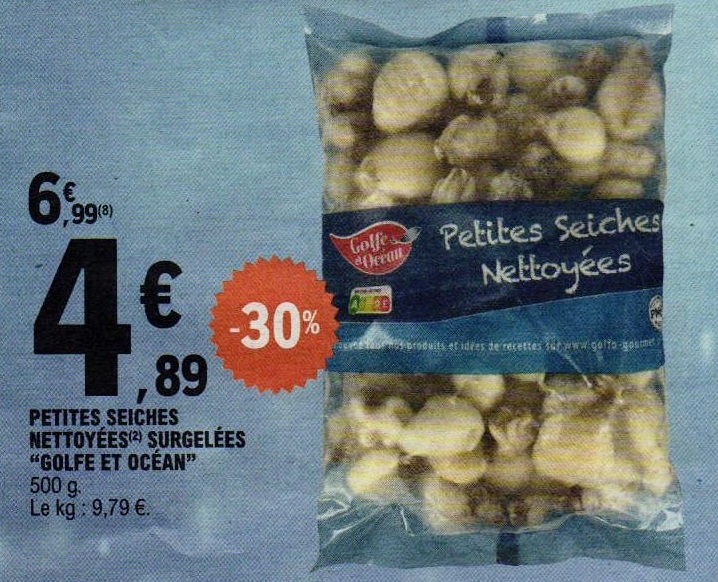 6€,99(8)
4€,89
-30%
PETITES SEICHES
NETTOYÉES(2) SURGELÉES
"GOLFE ET OCÉAN"
500 g.
Le kg : 9,79 €.
Golfe
& Océan
Petites Seiches
Nettoyées
nos produits et idées de recettes sur www.golfe-gourmet